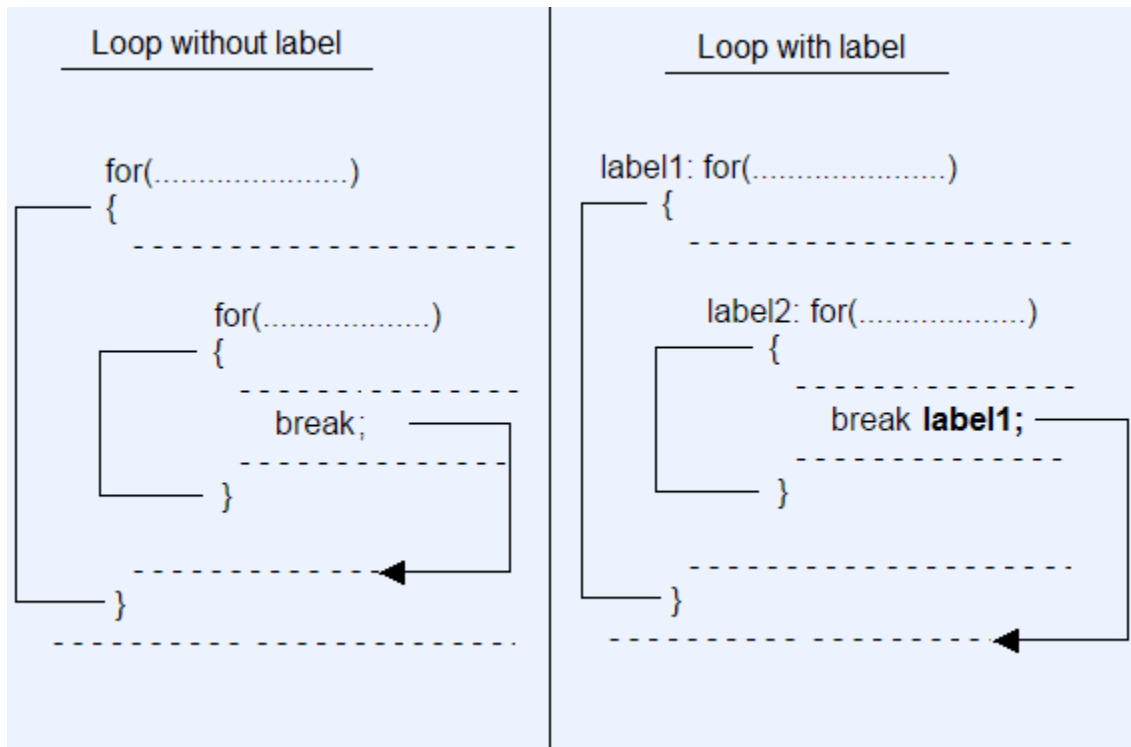 Loop without label
for(......................)
{
- - - - - - - - - - - - - - - - - - - - -
for(...................)
{
- - - - - - - - - - - - - - -
break;
- - - - - - - - - - - - - - -
}
- - - - - - - - - - - - - -
}
- - - - - - - - - - - - - - - - - - - - - - - - -
Loop with label
label1: for(......................)
{
- - - - - - - - - - - - - - - - - - - - -
label2: for(...................)
{
- - - - - - - - - - - - - - -
break label1;
- - - - - - - - - - - - - - -
}
- - - - - - - - - - - - - - - - - - - - -
}
- - - - - - - - - - - - - - - - - - - - -